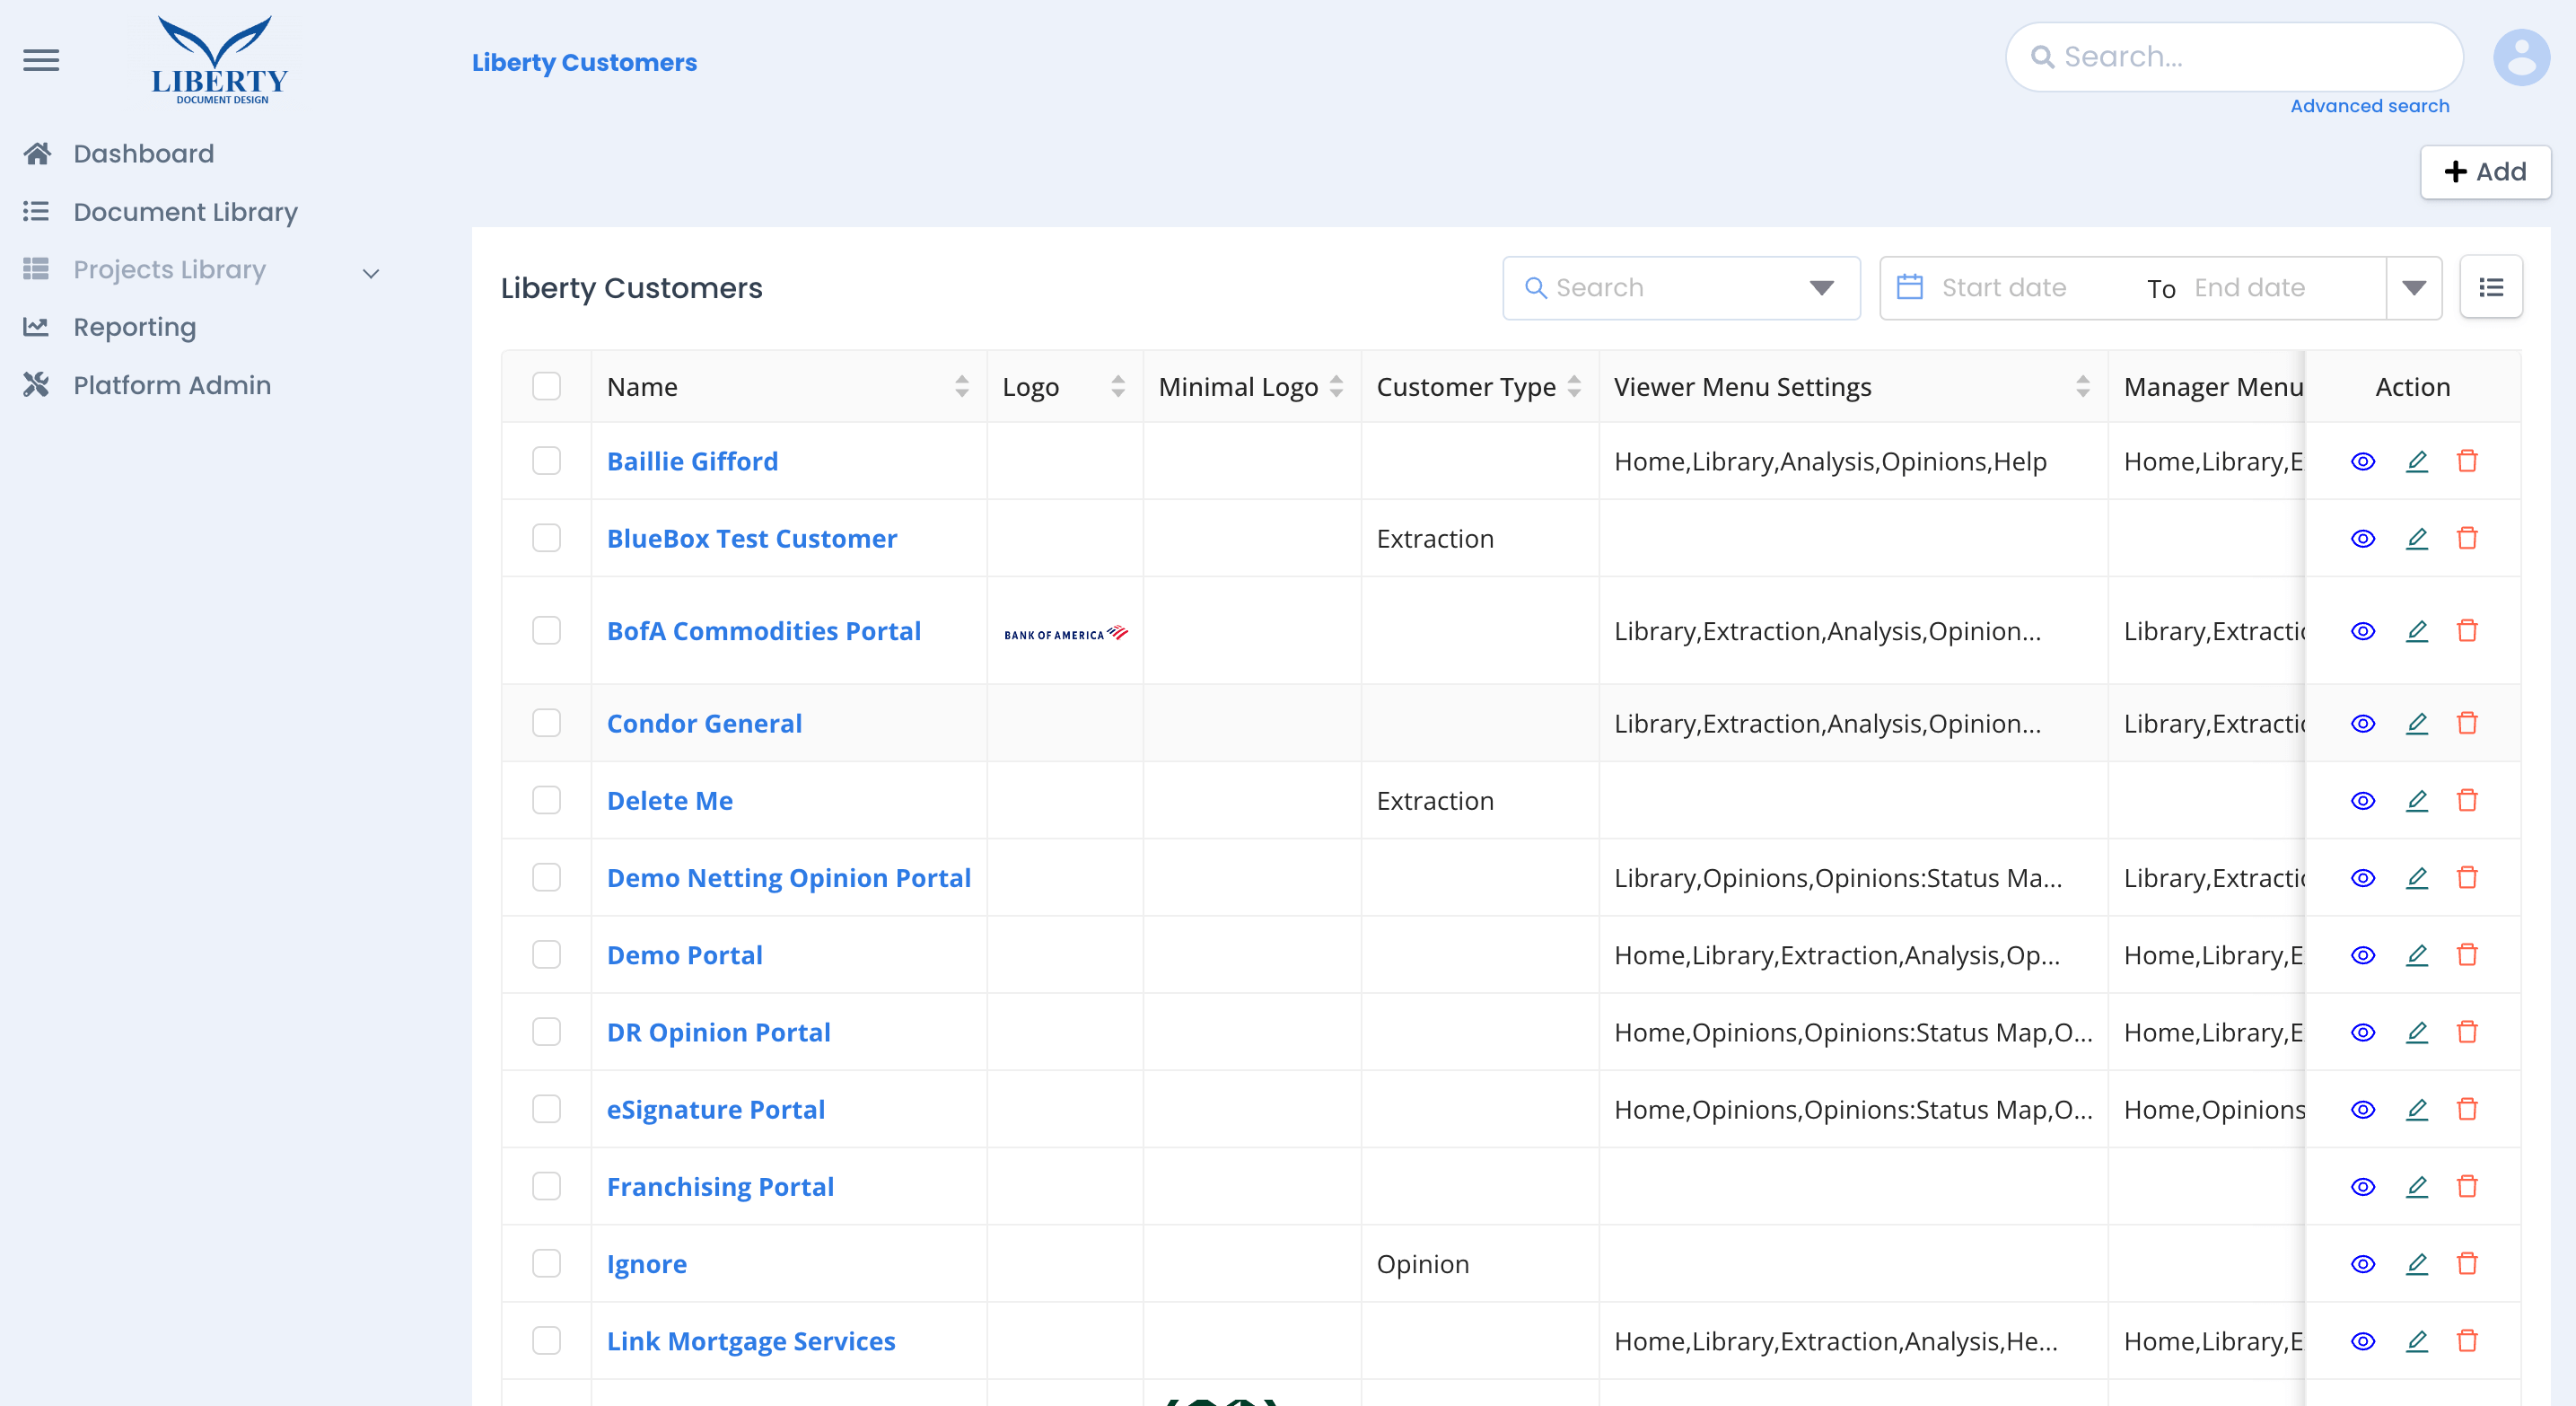 LIBERTY
DOCUMENT DESIGN
Liberty Customers
Search...
Advanced search
Dashboard
Document Library
Projects Library
Reporting
Platform Admin
Add
Liberty Customers
Search
Start date To End date
Name Logo Minimal Logo Customer Type Viewer Menu Settings Manager Menu Action
Baillie Gifford Home,Library,Analysis,Opinions,Help Home,Library,E
BlueBox Test Customer Extraction
BofA Commodities Portal BANK OF AMERICA Library,Extraction,Analysis,Opinion... Library,Extractic
Condor General Library,Extraction,Analysis,Opinion... Library,Extractic
Delete Me Extraction
Demo Netting Opinion Portal Library,Opinions,Opinions:Status Ma... Library,Extractic
Demo Portal Home,Library,Extraction,Analysis,Op... Home,Library,E
DR Opinion Portal Home,Opinions,Opinions:Status Map,O... Home,Library,E
eSignature Portal Home,Opinions,Opinions:Status Map,O... Home,Opinions
Franchising Portal
Ignore Opinion
Link Mortgage Services Home,Library,Extraction,Analysis,He... Home,Library,E